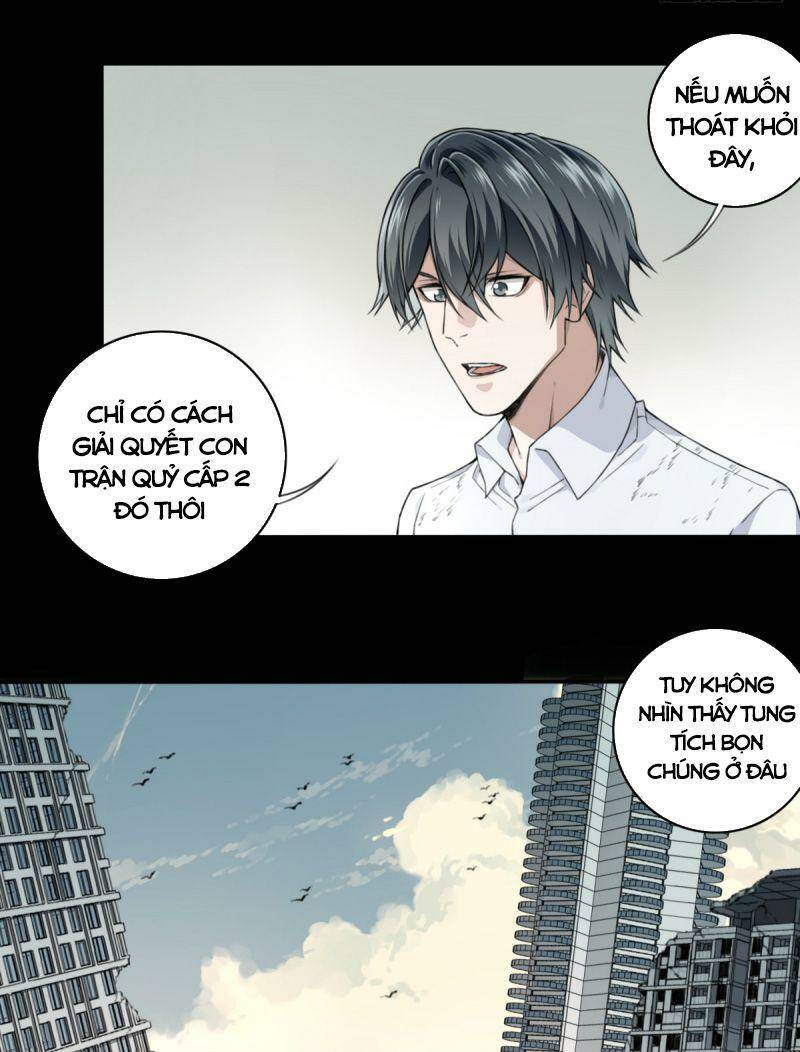 NẾU MUỐN
THOÁT KHỎI
ĐÂY,
CHỈ CÓ CÁCH
GIẢI QUYẾT CON
TRẬN QUỶ CẤP 2
ĐÓ THÔI
TUY KHÔNG
NHÌN THẤY TUNG
TÍCH BỌN
CHÚNG Ở ĐÂU